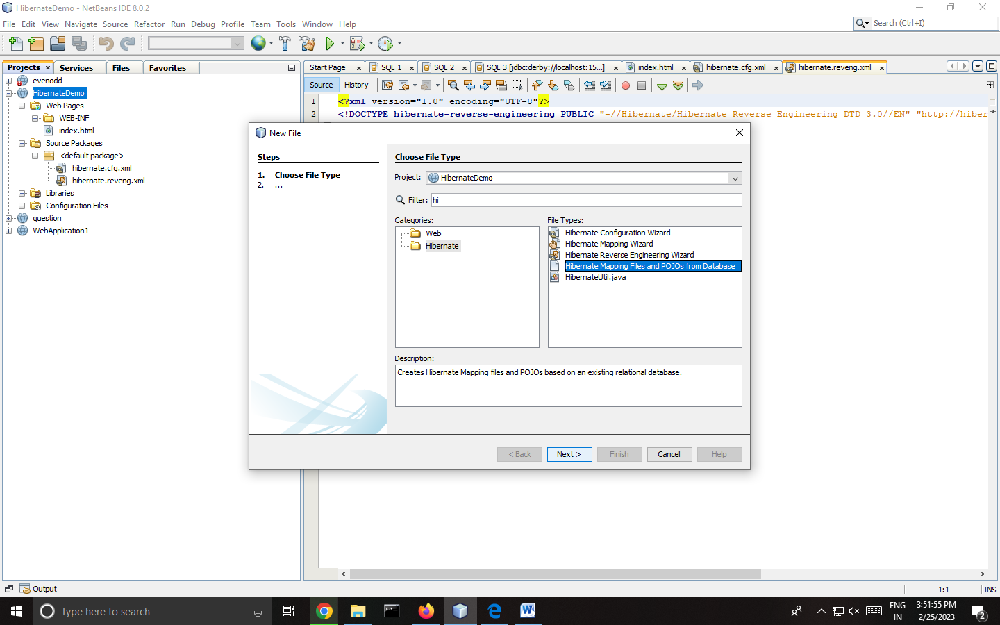 HibernateDemo - NetBeans IDE 8.0.2
File Edit View Navigate Source Refactor Run Debug Profile Team Tools Window Help
Search (Ctrl+I)
Projects Services Files Favorites
Start Page SQL 1 SQL 2 SQL 3 [jdbc:derby://localhost:15...] index.html hibernate.cfg.xml hibernate.reveng.xml
Source History
evenodd
HibernateDemo
Web Pages
WEB-INF
index.html
Source Packages
<default package>
hibernate.cfg.xml
hibernate.reveng.xml
Libraries
Configuration Files
question
WebApplication1
1 <?xml version="1.0" encoding="UTF-8"?>
2 <!DOCTYPE hibernate-reverse-engineering PUBLIC "-//Hibernate/Hibernate Reverse Engineering DTD 3.0//EN" "http://hiber
New File
Steps
1. Choose File Type
2. ...
Choose File Type
Project: HibernateDemo
Filter: hi
Categories:
Web
Hibernate
File Types:
Hibernate Configuration Wizard
Hibernate Mapping Wizard
Hibernate Reverse Engineering Wizard
Hibernate Mapping Files and POJOs from Database
HibernateUtil.java
Description:
Creates Hibernate Mapping files and POJOs based on an existing relational database.
< Back Next > Finish Cancel Help
Output
1:1 INS
Type here to search
ENG
IN
3:51:55 PM
2/25/2023
2